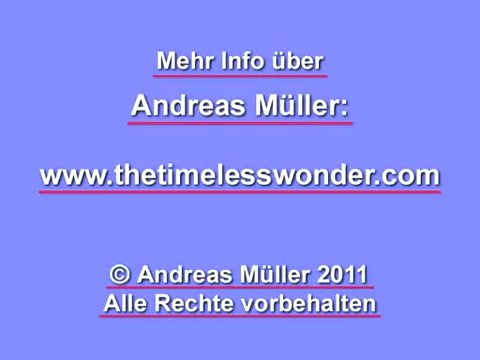 Mehr Info über
Andreas Müller:
www.thetimelesswonder.com
© Andreas Müller 2011
Alle Rechte vorbehalten